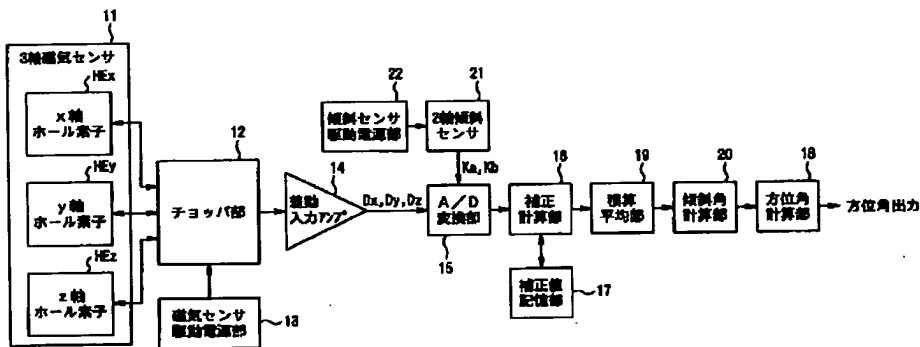 11
3軸磁気センサ
HEx
x軸
ホール素子
HEy
y軸
ホール素子
HEz
z軸
ホール素子
12
チョッパ部
磁気センサ
駆動電源部
13
14
差動
入力アンプ
Dx,Dy,Dz
22
傾斜センサ
駆動電源部
21
2軸傾斜
センサ
Ka,Kb
A/D
変換部
15
16
補正
計算部
補正値
記憶部
17
19
積算
平均部
20
傾斜角
計算部
18
方位角
計算部
方位角出力